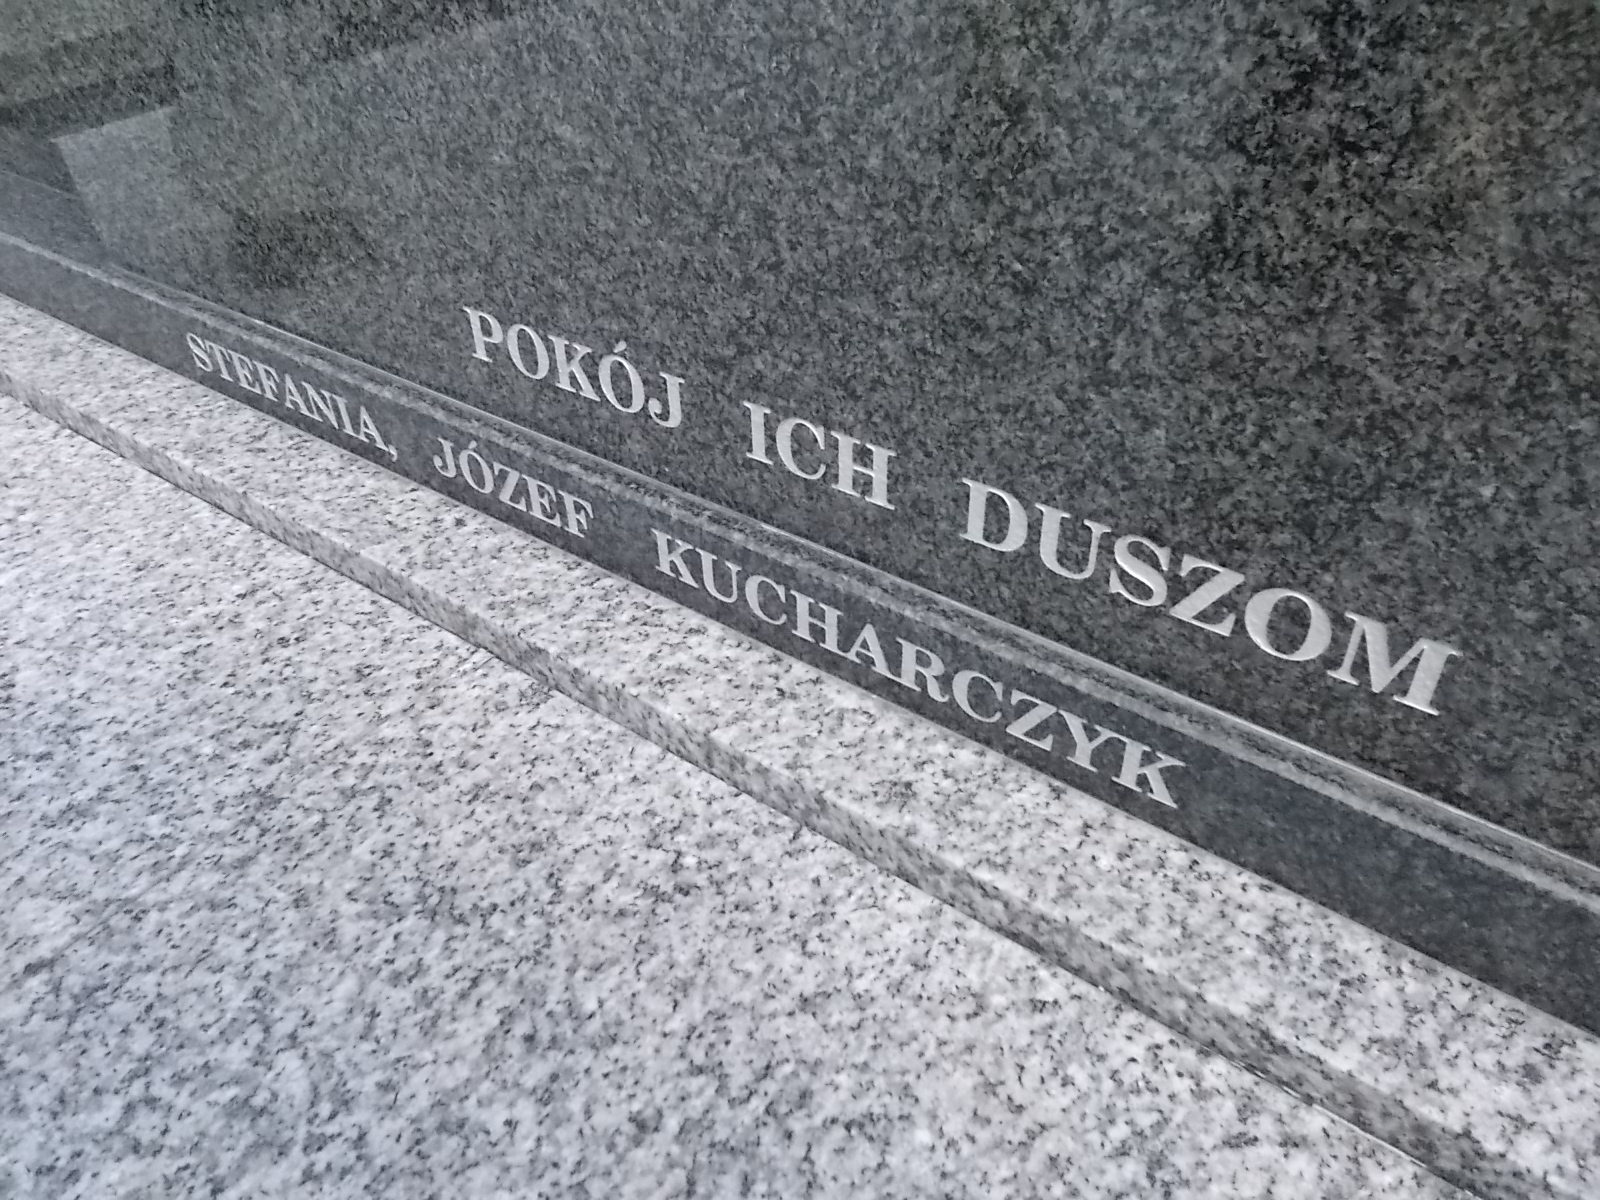 POKÓJ ICH DUSZOM
STEFANIA, JÓZEF KUCHARCZYK